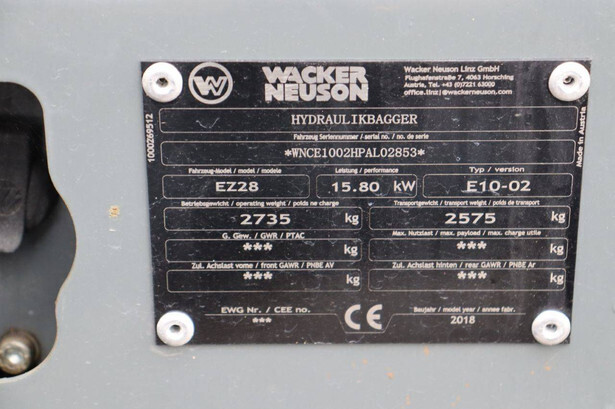 WACKER
NEUSON
Wacker Neuson Linz GmbH
Flughafenstraße 7, 4063 Hörsching
Austria, Tel. +43 (0)7221 63000
office.linz@wackerneuson.com
1000269512
HYDRAULIKBAGGER
Made in Austria
Fahrzeug Seriennummer / serial no. / no. de serie
*WNCE1002HPAL02853*
Fahrzeug-Model / model / modele
Leistung / performance
Typ / version
EZ28
15.80 kW
E10-02
Betriebsgewicht / operating weight / poids ne charge
Transportgewicht / transport weight / poids de transport
2735 kg
2575 kg
G. Gew. / GWR / PTAC
Max. Nutzlast / max. payload / max. charge utile
*** kg
*** kg
Zul. Achslast vorne / front GAWR / PNBE AV
Zul. Achslast hinten / rear GAWR / PNBE Ar
*** kg
*** kg
EWG Nr. / CEE no.
***
CE
Baujahr / model year / annee fabr.
2018